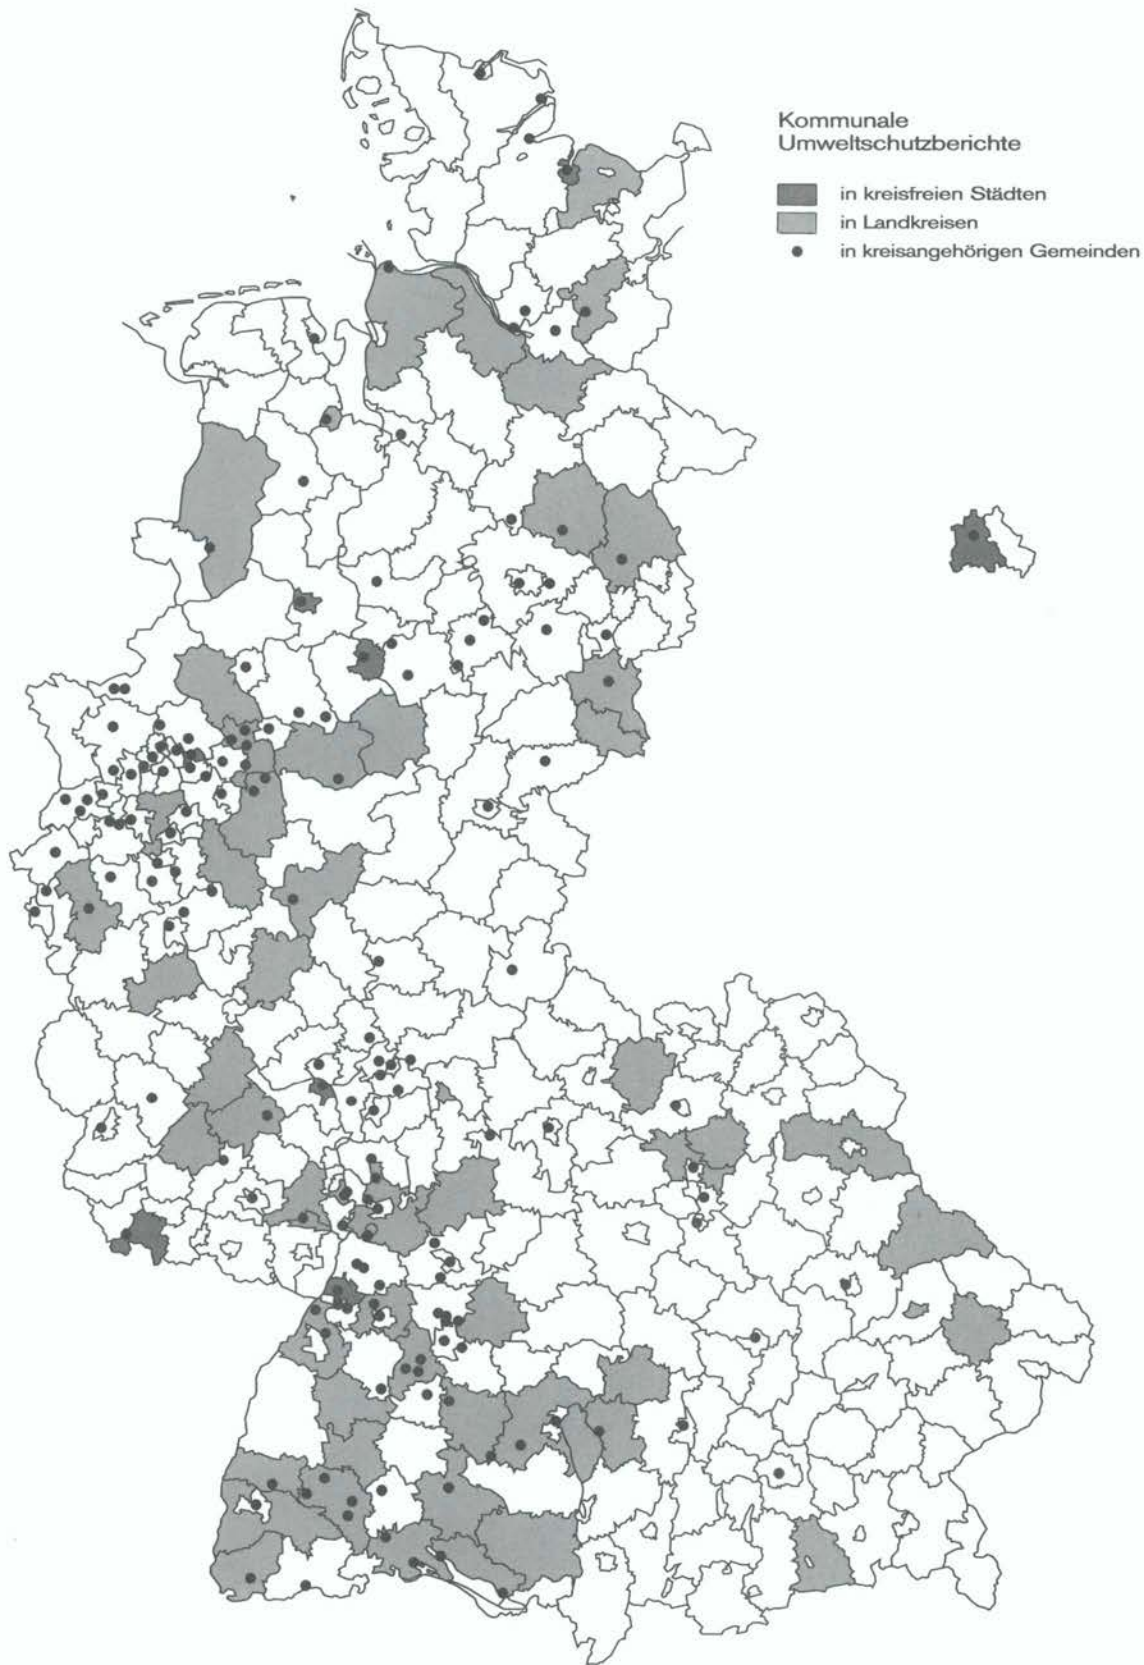 Kommunale
Umweltschutzberichte
in kreisfreien Städten
in Landkreisen
in kreisangehörigen Gemeinden